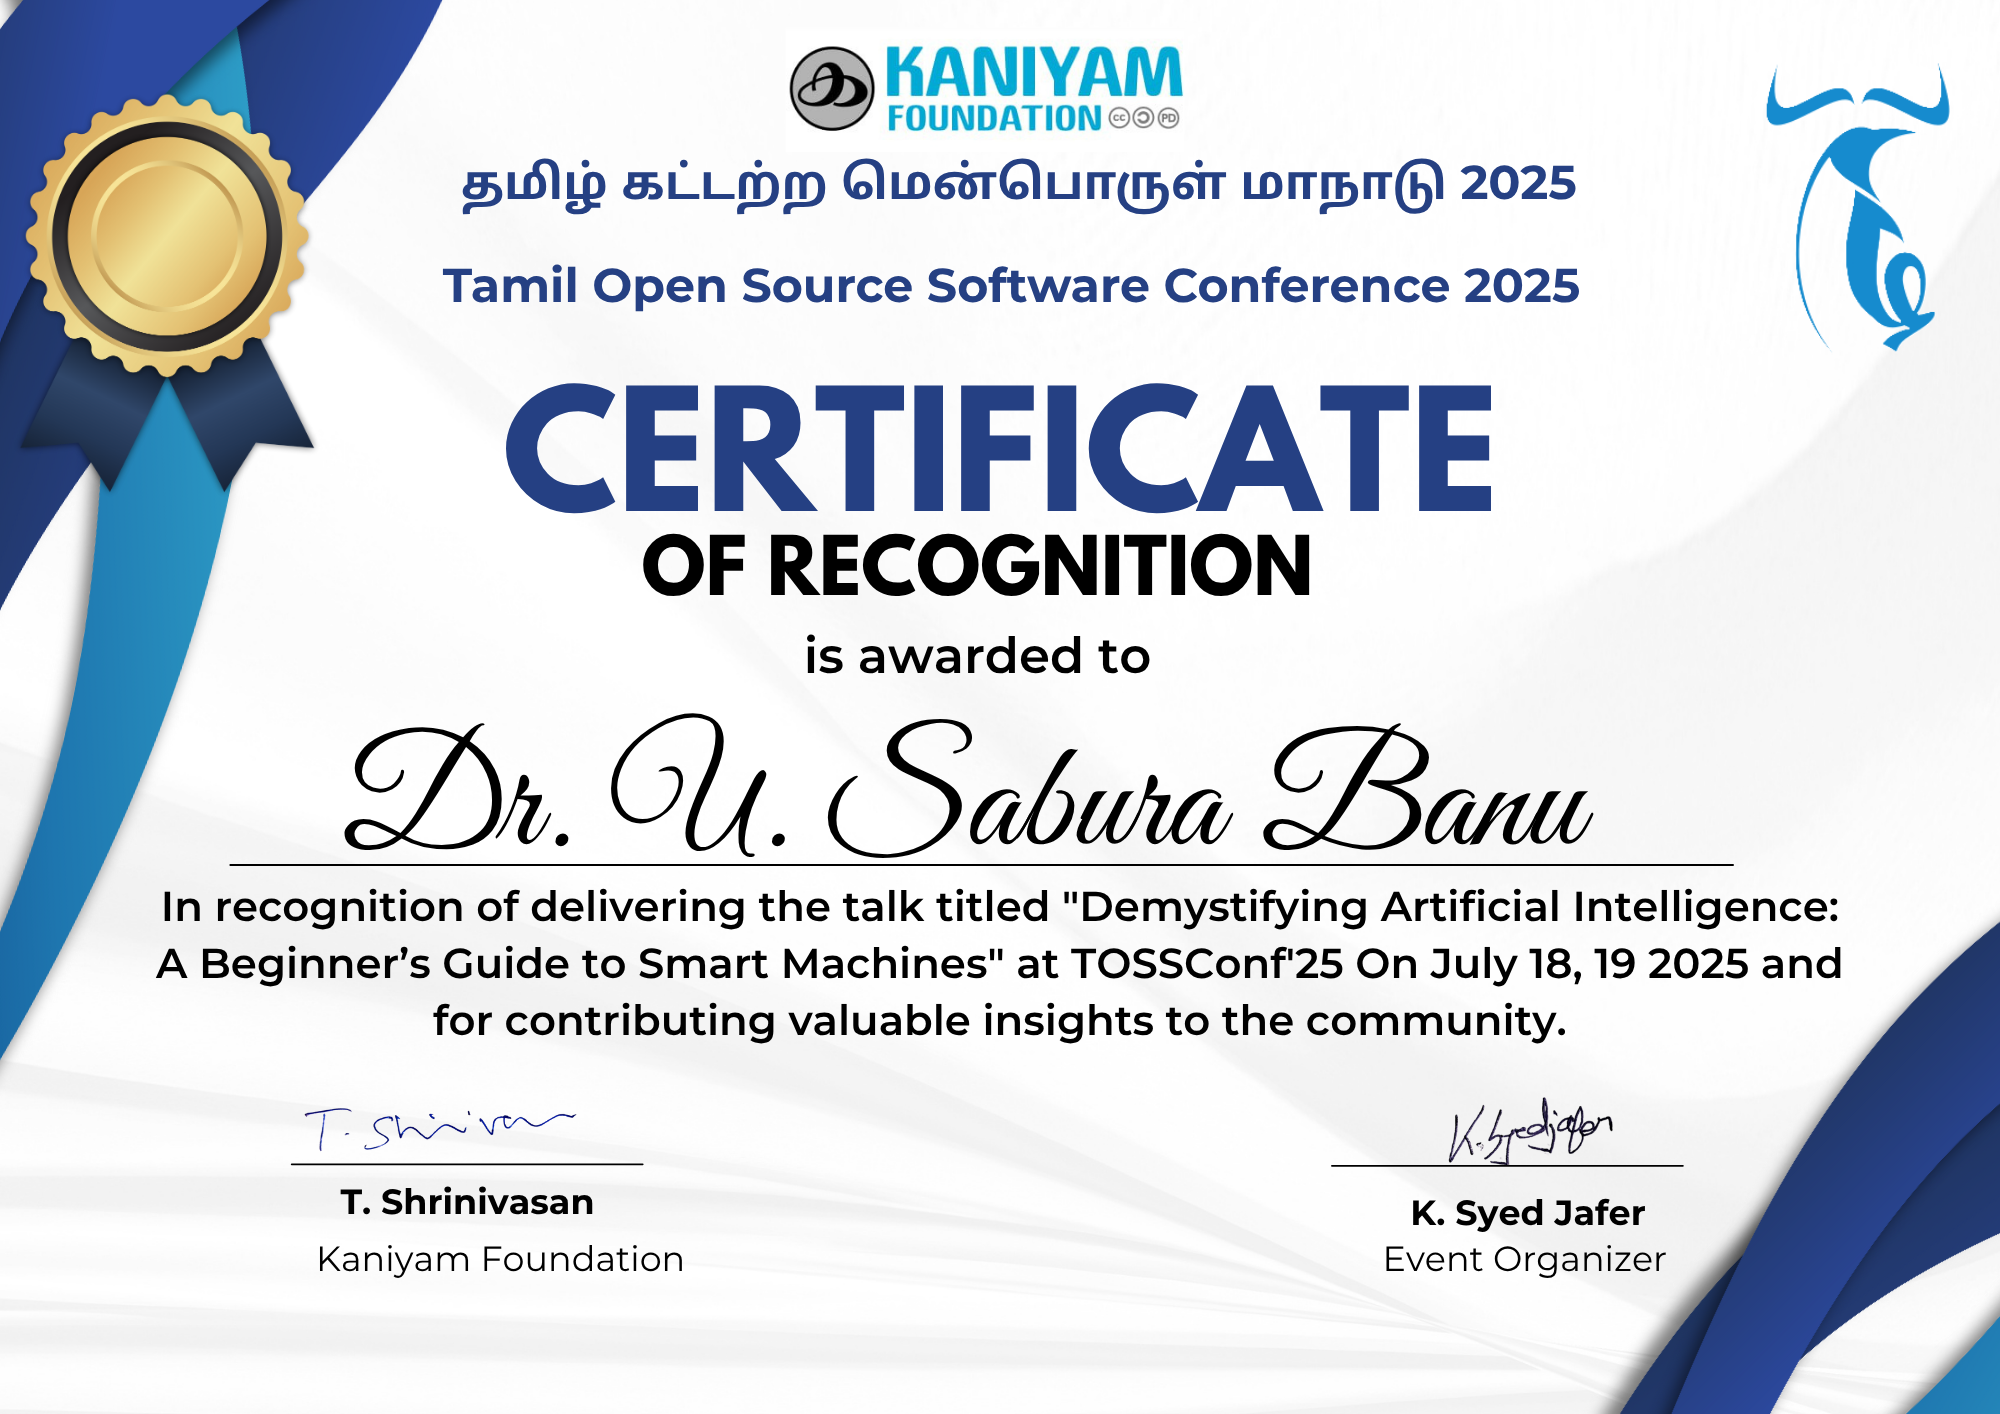 KANIYAM
FOUNDATION cc PD
தமிழ் கட்டற்ற மென்பொருள் மாநாடு 2025
Tamil Open Source Software Conference 2025
CERTIFICATE
OF RECOGNITION
is awarded to
Dr. U. Sabura Banu
In recognition of delivering the talk titled "Demystifying Artificial Intelligence:
A Beginner’s Guide to Smart Machines" at TOSSConf'25 On July 18, 19 2025 and
for contributing valuable insights to the community.
T. Shrinivasan
Kaniyam Foundation
K. Syedjafer
K. Syed Jafer
Event Organizer